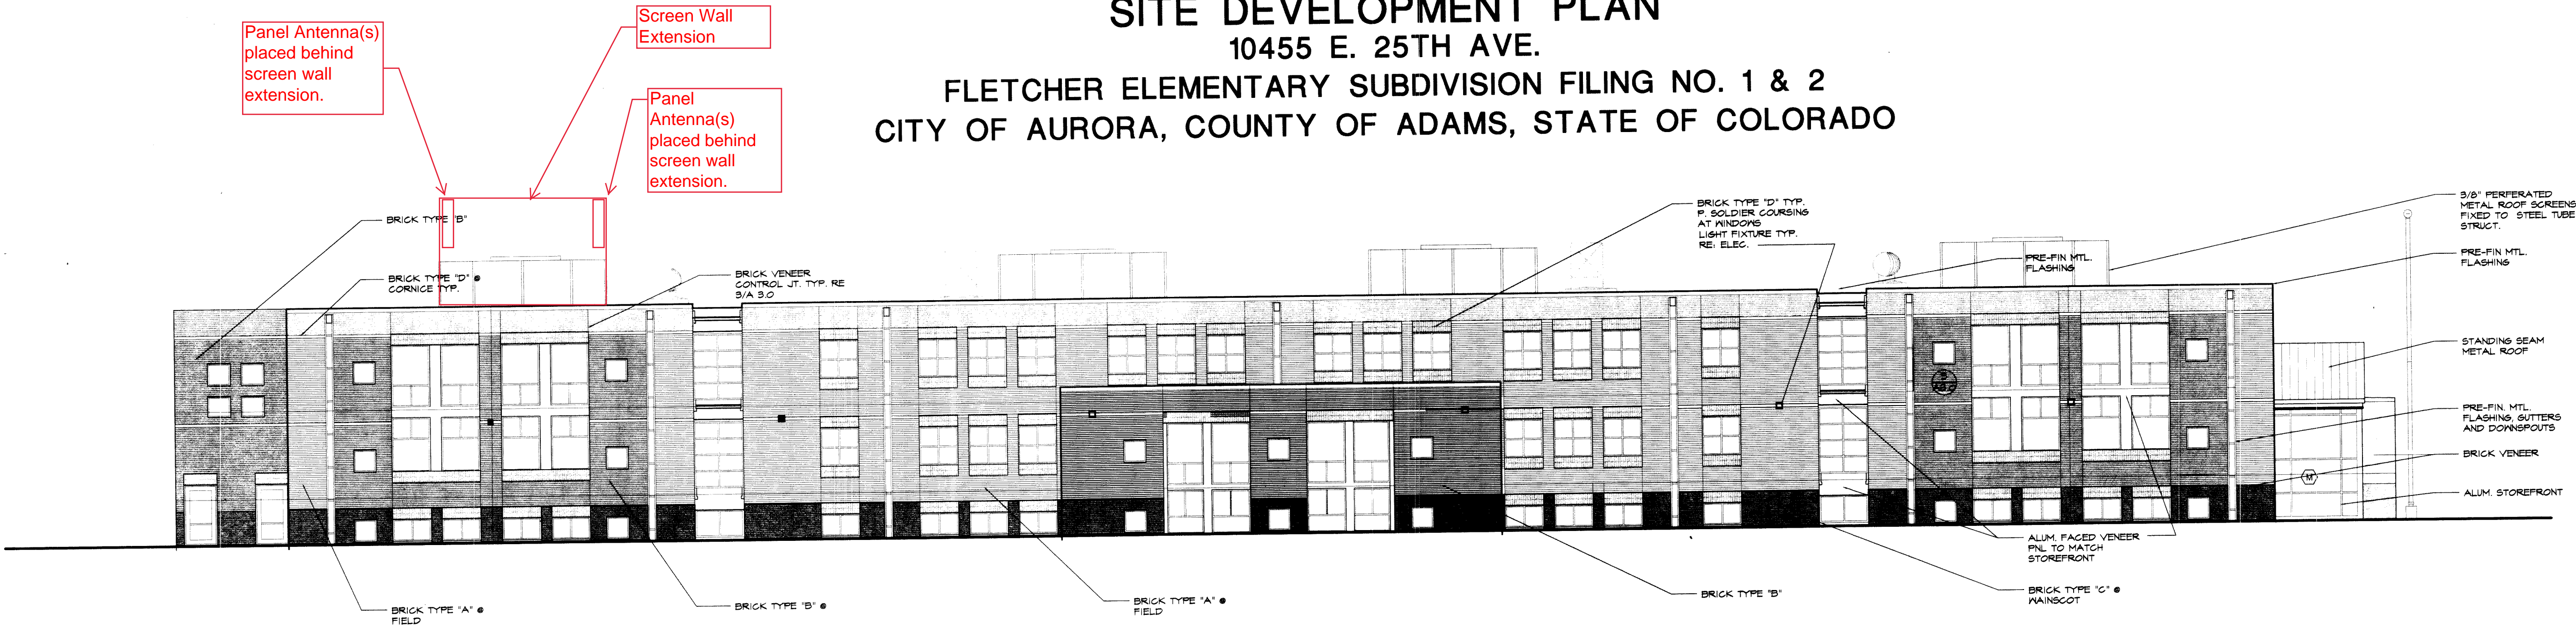 SITE DEVELOPMENT PLAN
10455 E. 25TH AVE.
FLETCHER ELEMENTARY SUBDIVISION FILING NO. 1 & 2
CITY OF AURORA, COUNTY OF ADAMS, STATE OF COLORADO
Panel Antenna(s)
placed behind
screen wall
extension.
Screen Wall
Extension
Panel
Antenna(s)
placed behind
screen wall
extension.
BRICK TYPE "B"
BRICK TYPE "D" @
CORNICE TYP.
BRICK VENEER
CONTROL JT. TYP. RE
3/A 3.0
BRICK TYPE "D" TYP.
P. SOLDIER COURSING
AT WINDOWS
LIGHT FIXTURE TYP.
RE: ELEC.
PRE-FIN MTL.
FLASHING
3/8" PERFERATED
METAL ROOF SCREENS
FIXED TO STEEL TUBE
STRUCT.
PRE-FIN MTL.
FLASHING
STANDING SEAM
METAL ROOF
PRE-FIN. MTL.
FLASHING, GUTTERS
AND DOWNSPOUTS
BRICK VENEER
M
ALUM. STOREFRONT
ALUM. FACED VENEER
PNL TO MATCH
STOREFRONT
BRICK TYPE "A" @
FIELD
BRICK TYPE "B" @
BRICK TYPE "A" @
FIELD
BRICK TYPE "B"
BRICK TYPE "C" @
WAINSCOT